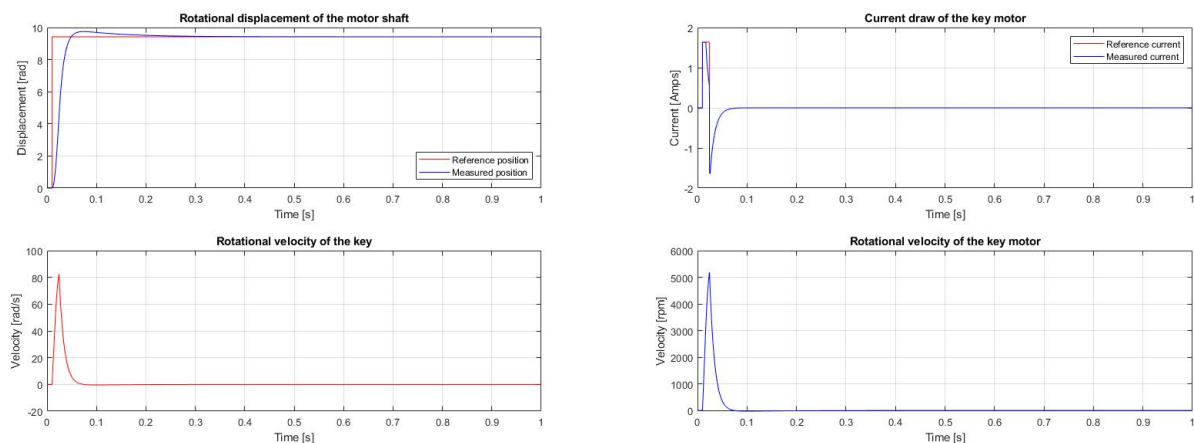 Rotational displacement of the motor shaft
Displacement [rad]
10
8
6
4
2
0
Reference position
Measured position
0 0.1 0.2 0.3 0.4 0.5 0.6 0.7 0.8 0.9 1
Time [s]
Current draw of the key motor
Current [Amps]
2
1
0
-1
-2
Reference current
Measured current
0 0.1 0.2 0.3 0.4 0.5 0.6 0.7 0.8 0.9 1
Time [s]
Rotational velocity of the key
Velocity [rad/s]
100
80
60
40
20
0
-20
0 0.1 0.2 0.3 0.4 0.5 0.6 0.7 0.8 0.9 1
Time [s]
Rotational velocity of the key motor
Velocity [rpm]
6000
5000
4000
3000
2000
1000
0
0 0.1 0.2 0.3 0.4 0.5 0.6 0.7 0.8 0.9 1
Time [s]